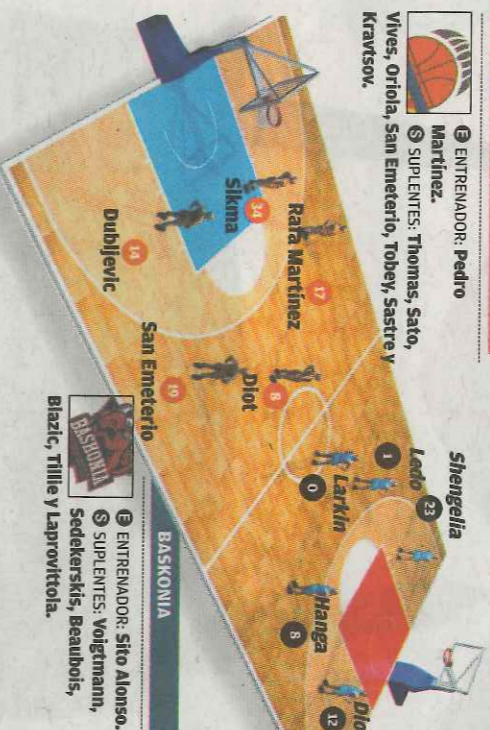 E ENTRENADOR: Pedro
Martínez.
S SUPLENTES: Thomas, Sato,
Vives, Oriola, San Emeterio, Tobey, Sastre y
Kravtsov.
Rafa Martínez
17
34
Sikma
14
Dubljevic
8
Diot
19
San Emeterio
Shengelia
23
Ledo
1
Larkin
0
Hanga
8
Dio
12
BASKONIA
BASKONIA
E ENTRENADOR: Sito Alonso.
S SUPLENTES: Voigtmann,
Sedekerskis, Beaubois,
Blazic, Tillie y Laprovittola.